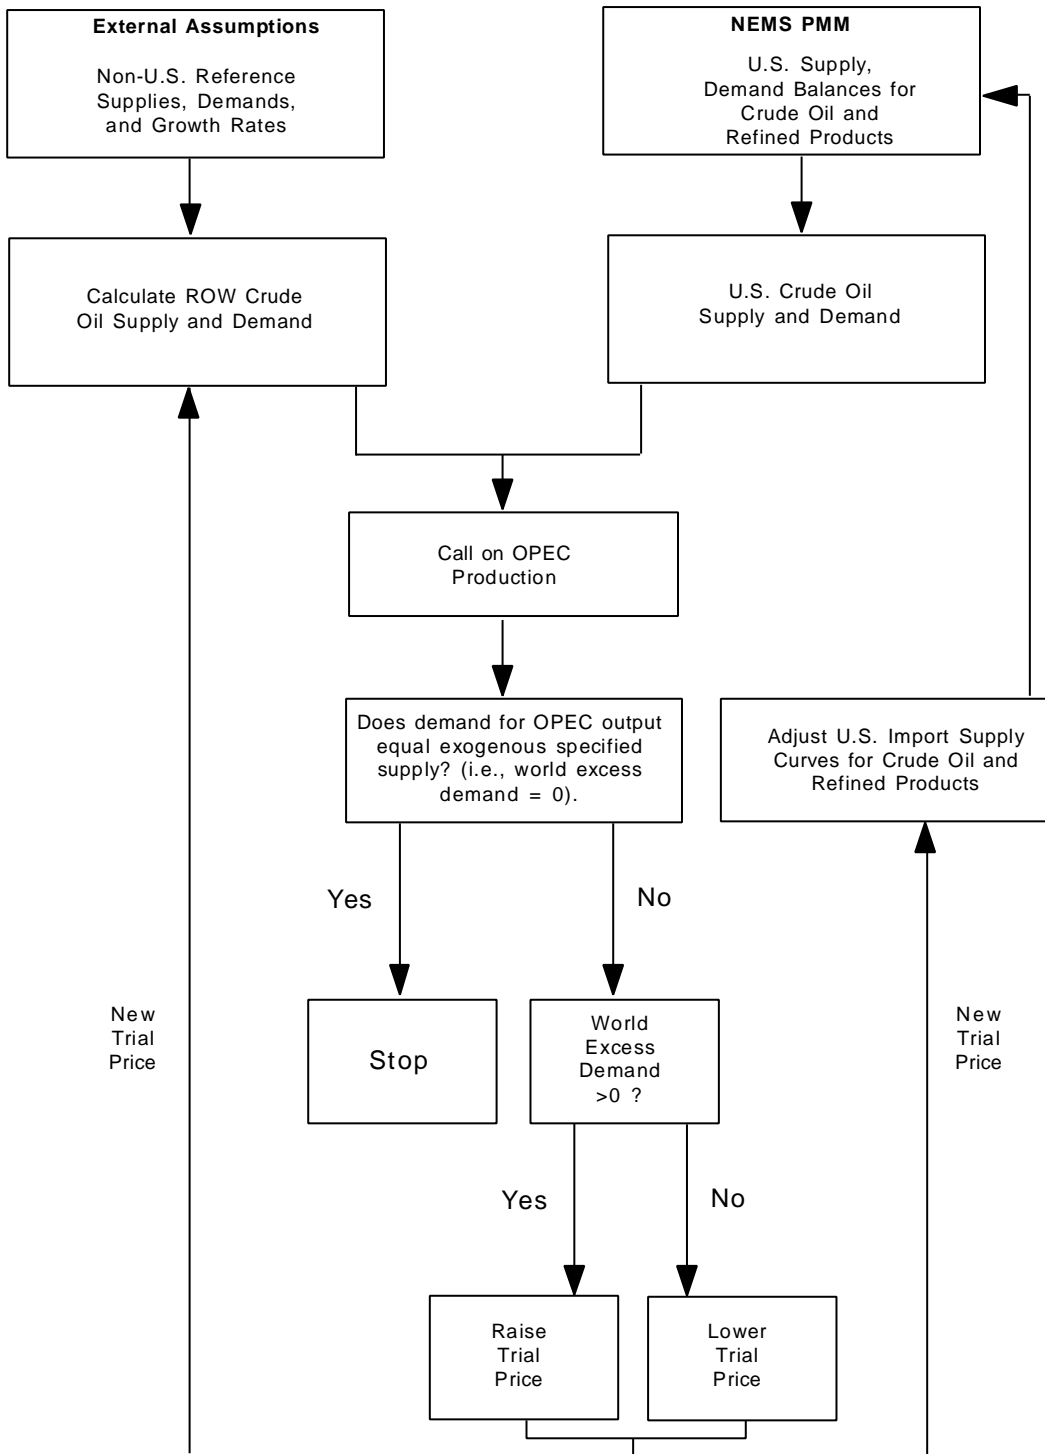 External Assumptions
Non-U.S. Reference
Supplies, Demands,
and Growth Rates
NEMS PMM
U.S. Supply,
Demand Balances for
Crude Oil and
Refined Products
Calculate ROW Crude
Oil Supply and Demand
U.S. Crude Oil
Supply and Demand
Call on OPEC
Production
Does demand for OPEC output
equal exogenous specified
supply? (i.e., world excess
demand = 0).
Adjust U.S. Import Supply
Curves for Crude Oil and
Refined Products
Yes
No
New
Trial
Price
Stop
World
Excess
Demand
>0 ?
New
Trial
Price
Yes
No
Raise
Trial
Price
Lower
Trial
Price